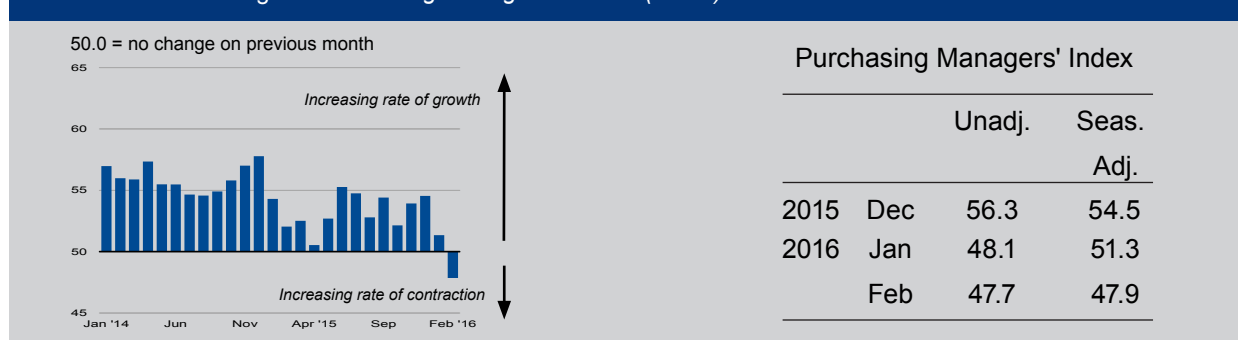 50.0 = no change on previous month
65
Increasing rate of growth
60
55
50
Increasing rate of contraction
45
Jan '14 Jun Nov Apr '15 Sep Feb '16
Purchasing Managers' Index
Unadj. Seas.
Adj.
2015 Dec 56.3 54.5
2016 Jan 48.1 51.3
Feb 47.7 47.9